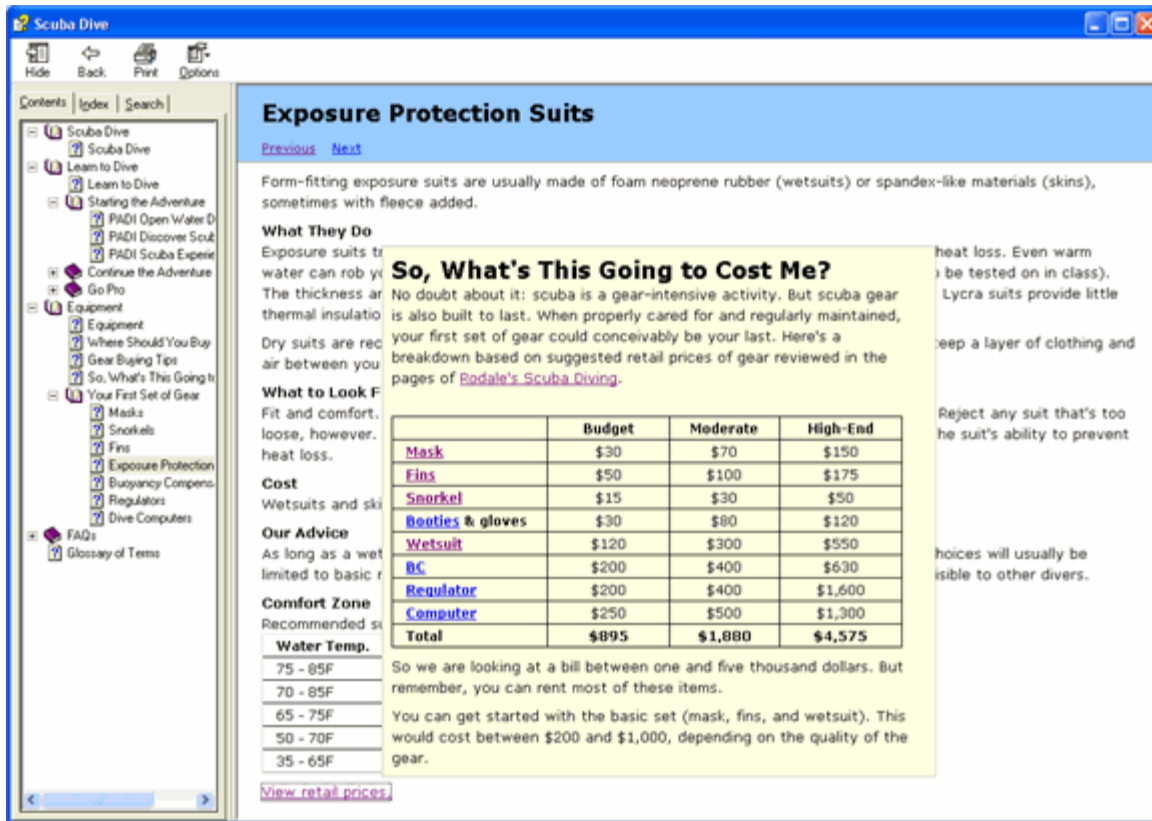 Scuba Dive
Hide Back Print Options
Contents Index Search
Scuba Dive
Scuba Dive
Learn to Dive
Learn to Dive
Starting the Adventure
PADI Open Water D
PADI Discover Scub
PADI Scuba Experie
Continue the Adventure
Go Pro
Equipment
Equipment
Where Should You Buy
Gear Buying Tips
So, What's This Going to
Your First Set of Gear
Masks
Snorkels
Fins
Exposure Protection
Buoyancy Compens
Regulators
Dive Computers
FAQs
Glossary of Terms
Exposure Protection Suits
Previous Next
Form-fitting exposure suits are usually made of foam neoprene rubber (wetsuits) or spandex-like materials (skins),
sometimes with fleece added.
What They Do
Exposure suits tr heat loss. Even warm
water can rob yo be tested on in class).
The thickness an Lycra suits provide little
thermal insulatio
Dry suits are rec eep a layer of clothing and
air between you
What to Look F
Fit and comfort. Reject any suit that's too
loose, however. he suit's ability to prevent
heat loss.
Cost
Wetsuits and ski
Our Advice
As long as a wet hoices will usually be
limited to basic r isible to other divers.
Comfort Zone
Recommended su
Water Temp.
75 - 85F
70 - 85F
65 - 75F
50 - 70F
35 - 65F
View retail prices.
So, What's This Going to Cost Me?
No doubt about it: scuba is a gear-intensive activity. But scuba gear
is also built to last. When properly cared for and regularly maintained,
your first set of gear could conceivably be your last. Here's a
breakdown based on suggested retail prices of gear reviewed in the
pages of Rodale's Scuba Diving.
Budget Moderate High-End
Mask $30 $70 $150
Fins $50 $100 $175
Snorkel $15 $30 $50
Booties & gloves $30 $80 $120
Wetsuit $120 $300 $550
BC $200 $400 $630
Regulator $200 $400 $1,600
Computer $250 $500 $1,300
Total $895 $1,880 $4,575
So we are looking at a bill between one and five thousand dollars. But
remember, you can rent most of these items.
You can get started with the basic set (mask, fins, and wetsuit). This
would cost between $200 and $1,000, depending on the quality of the
gear.